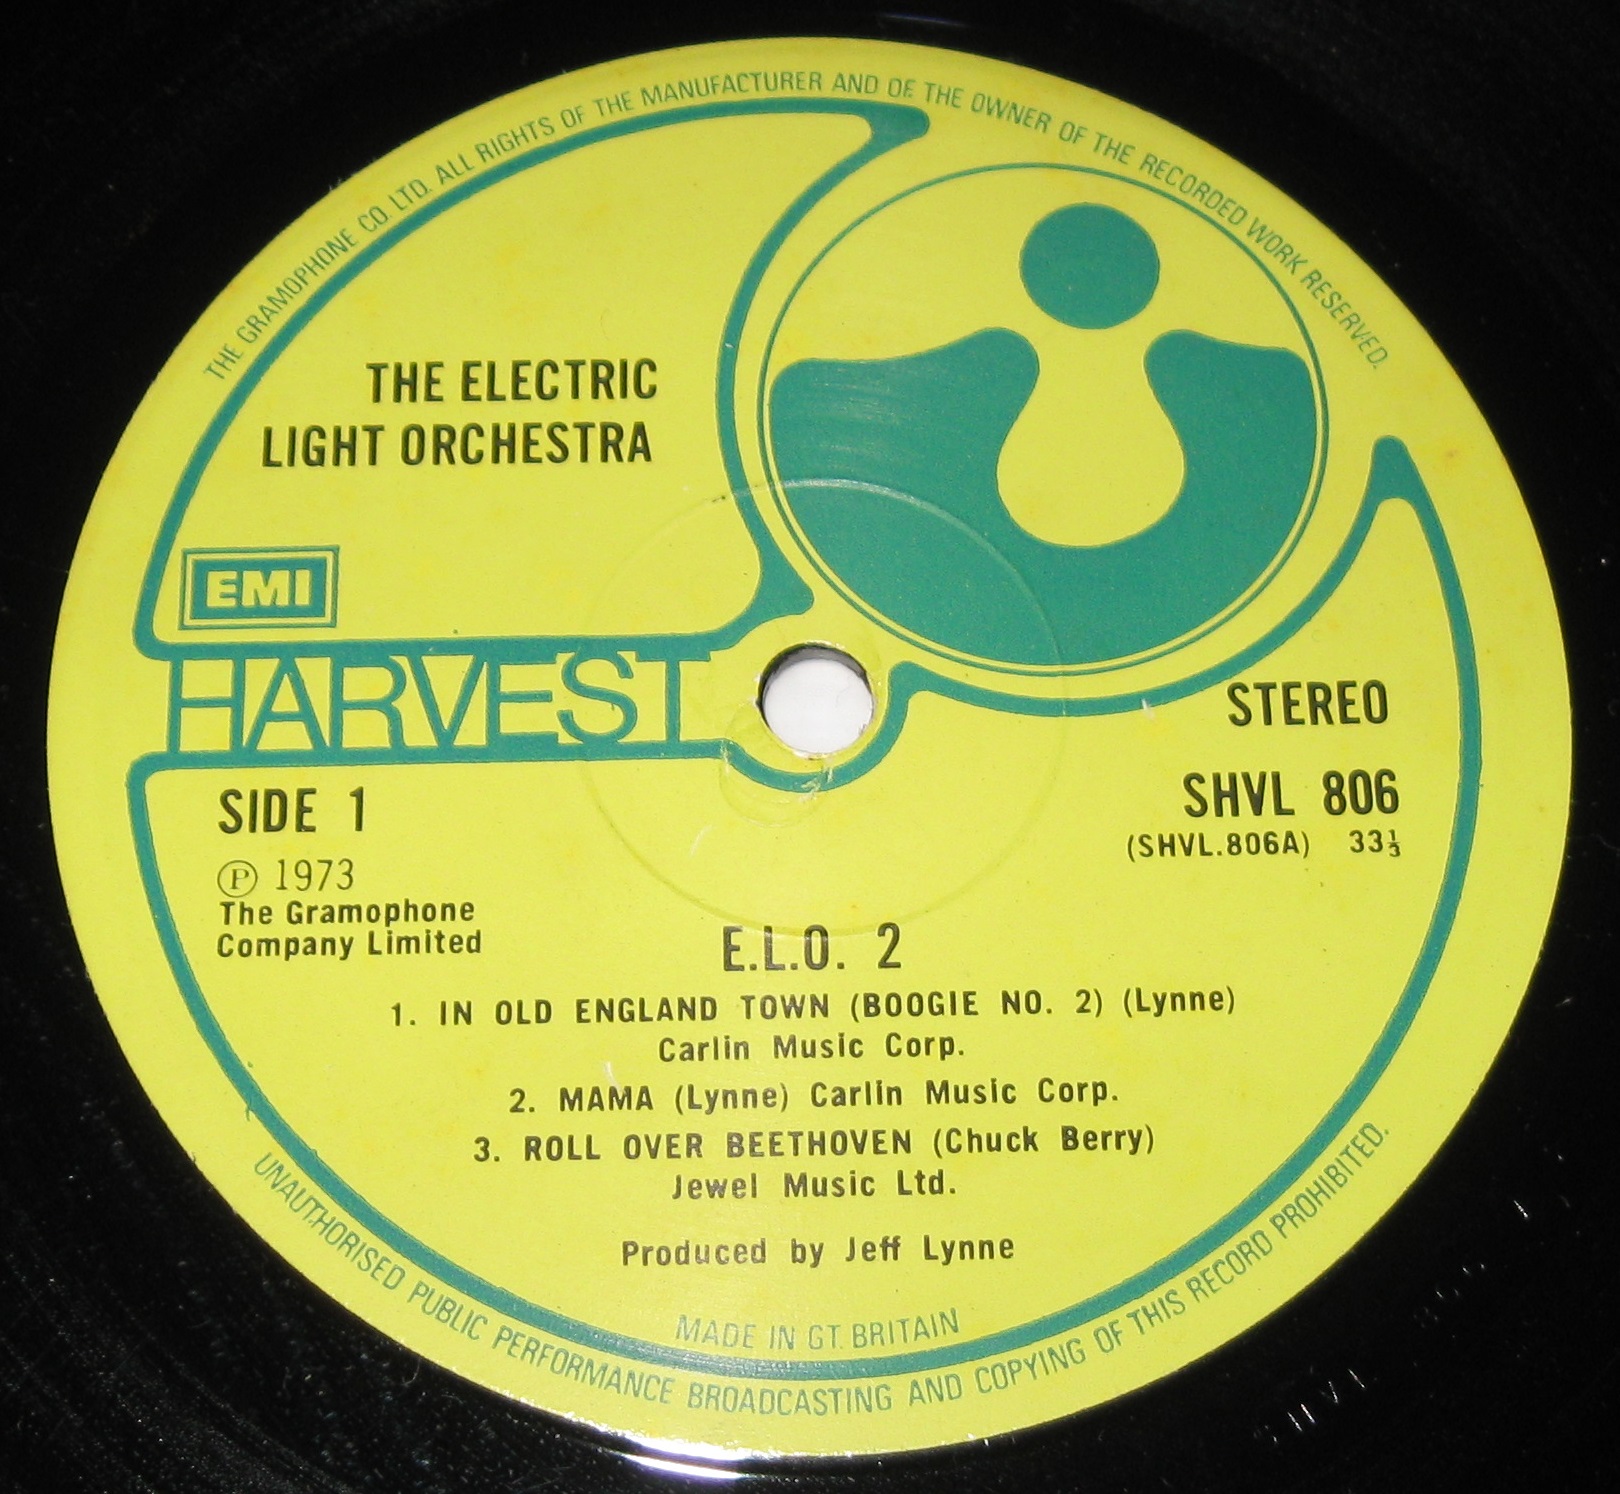 THE GRAMOPHONE CO. LTD. ALL RIGHTS OF THE MANUFACTURER AND OF THE OWNER OF THE RECORDED WORK RESERVED.
THE ELECTRIC
LIGHT ORCHESTRA
EMI
HARVEST
STEREO
SIDE 1
SHVL 806
(SHVL.806A) 33⅓
Ⓟ 1973
The Gramophone
Company Limited
E.L.O. 2
1. IN OLD ENGLAND TOWN (BOOGIE NO. 2) (Lynne)
Carlin Music Corp.
2. MAMA (Lynne) Carlin Music Corp.
3. ROLL OVER BEETHOVEN (Chuck Berry)
Jewel Music Ltd.
Produced by Jeff Lynne
MADE IN GT. BRITAIN
UNAUTHORISED PUBLIC PERFORMANCE BROADCASTING AND COPYING OF THIS RECORD PROHIBITED.